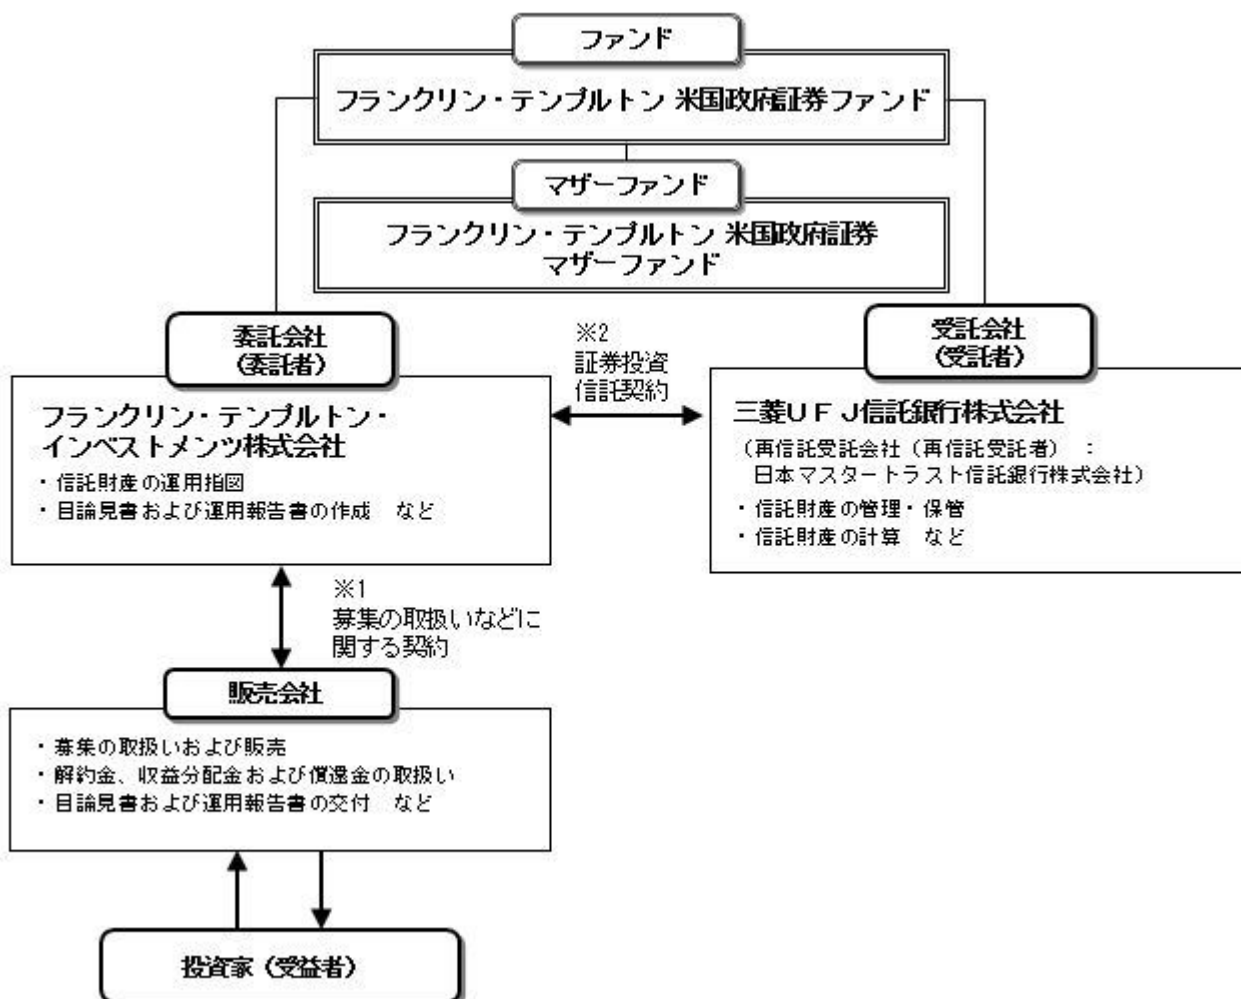 ファンド
フランクリン・テンプルトン 米国政府証券ファンド
マザーファンド
フランクリン・テンプルトン 米国政府証券
マザーファンド
委託会社
（委託者）
フランクリン・テンプルトン・
インベストメンツ株式会社
・信託財産の運用指図
・目論見書および運用報告書の作成　など
※2
証券投資
信託契約
受託会社
（受託者）
三菱ＵＦＪ信託銀行株式会社
（再信託受託会社（再信託受託者）：
日本マスタートラスト信託銀行株式会社）
・信託財産の管理・保管
・信託財産の計算　など
※1
募集の取扱いなどに
関する契約
販売会社
・募集の取扱いおよび販売
・解約金、収益分配金および償還金の取扱い
・目論見書および運用報告書の交付　など
投資家（受益者）